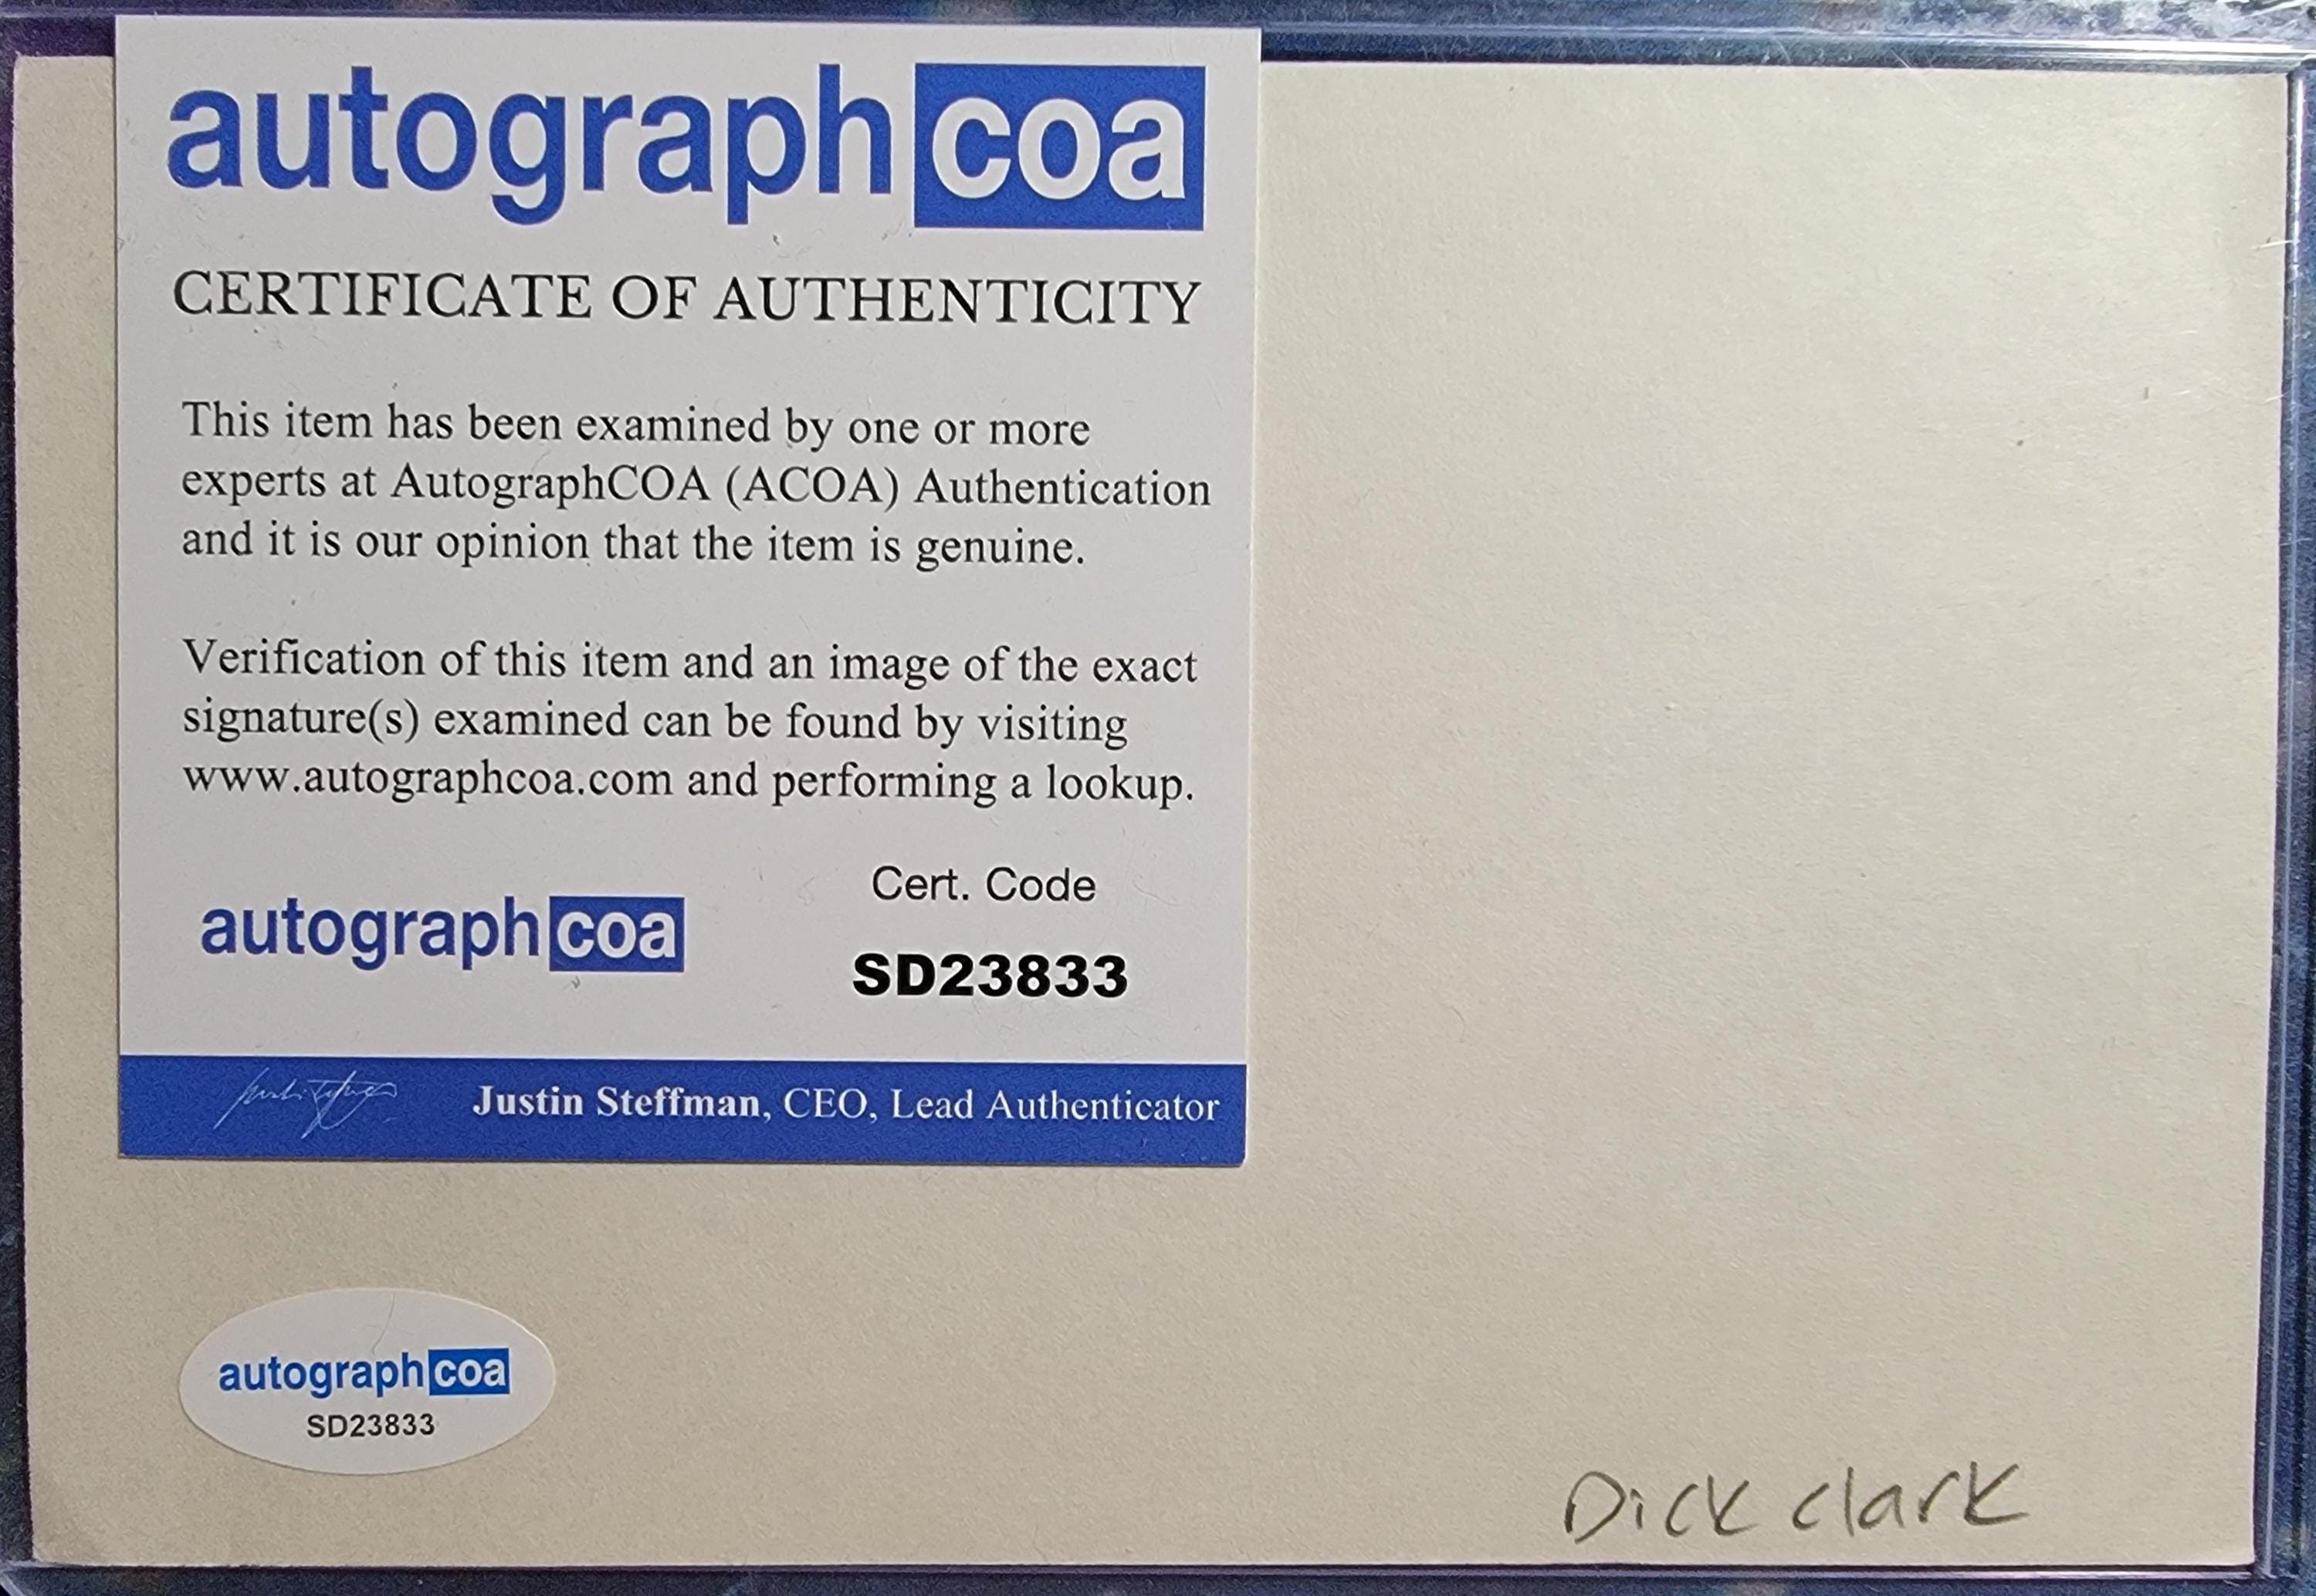 autographcoa
CERTIFICATE OF AUTHENTICITY
This item has been examined by one or more
experts at AutographCOA (ACOA) Authentication
and it is our opinion that the item is genuine.
Verification of this item and an image of the exact
signature(s) examined can be found by visiting
www.autographcoa.com and performing a lookup.
autographcoa
Cert. Code
SD23833
Justin Steffman, CEO, Lead Authenticator
autographcoa
SD23833
Dick clark